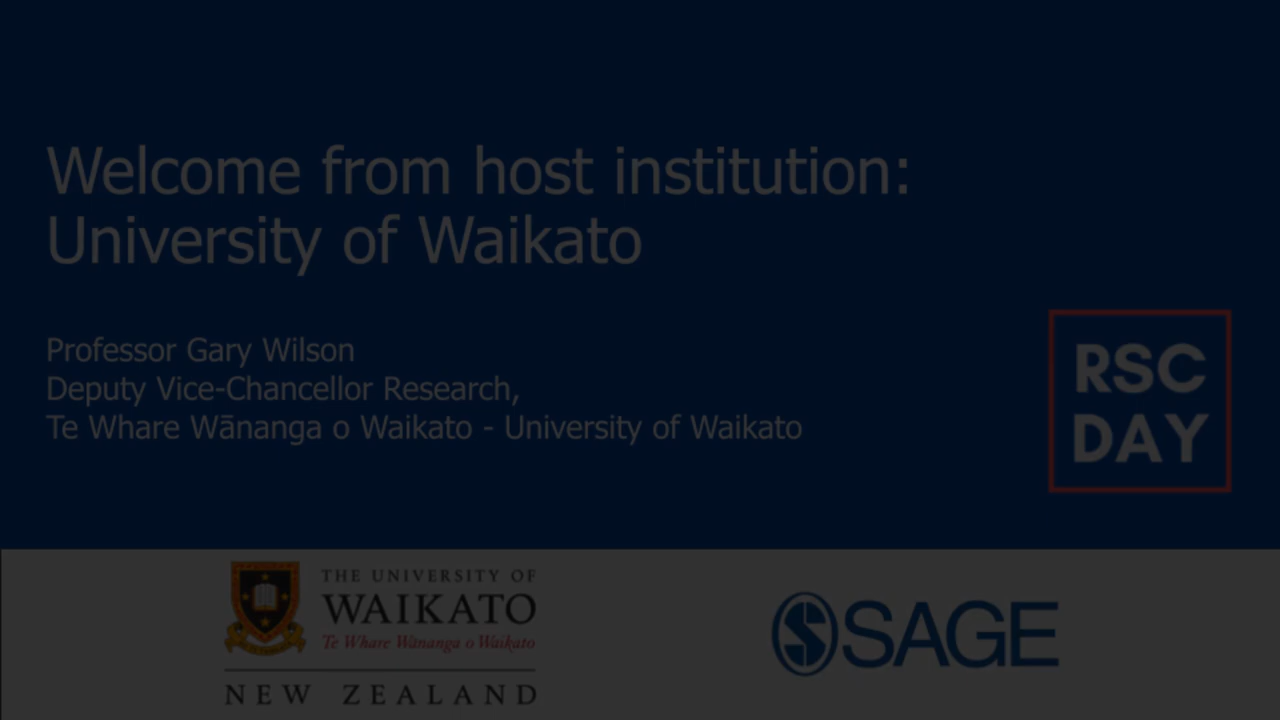 Welcome from host institution:
University of Waikato
Professor Gary Wilson
Deputy Vice-Chancellor Research,
Te Whare Wānanga o Waikato - University of Waikato
RSC
DAY
THE UNIVERSITY OF
WAIKATO
Te Whare Wānanga o Waikato
NEW ZEALAND
SAGE